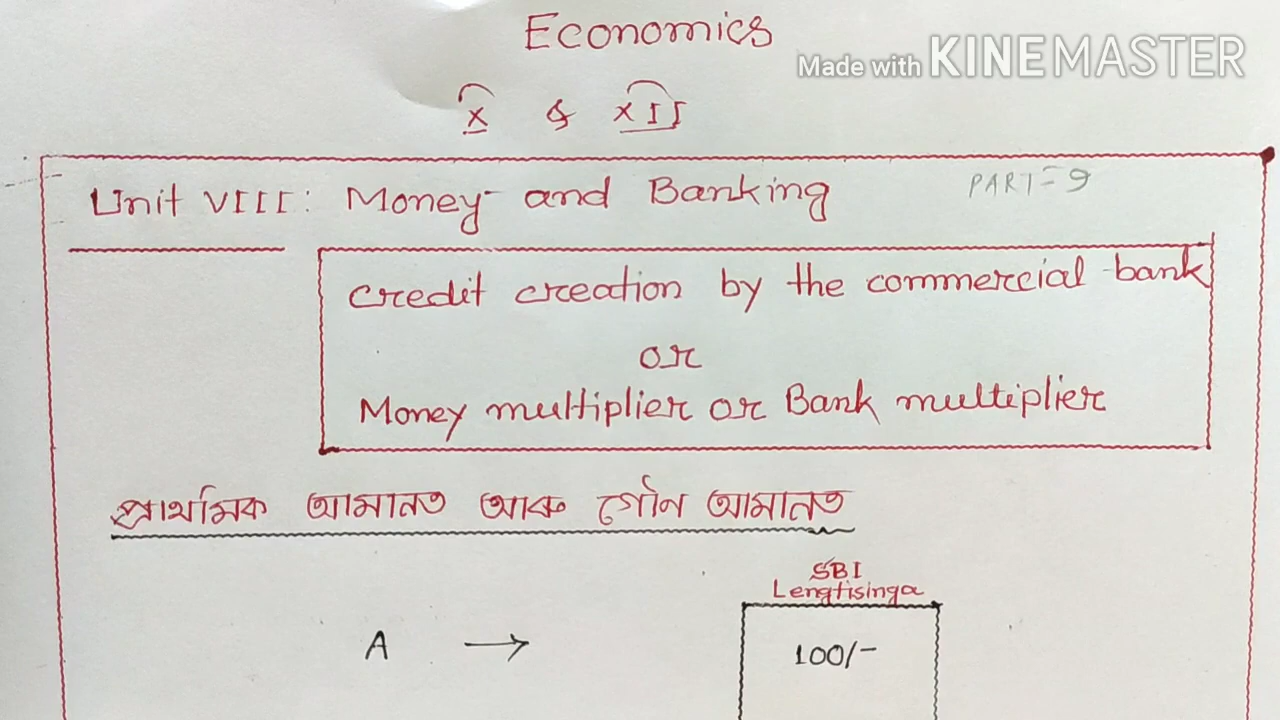 Economics
Made with KINEMASTER
X & XII
Unit VIII: Money and Banking
PART = 9
Credit creation by the commercial bank
or
Money multiplier or Bank multiplier
প্ৰাথমিক আমানত আৰু গৌন আমানত
SBI
Lengtisinga
A → 100/-